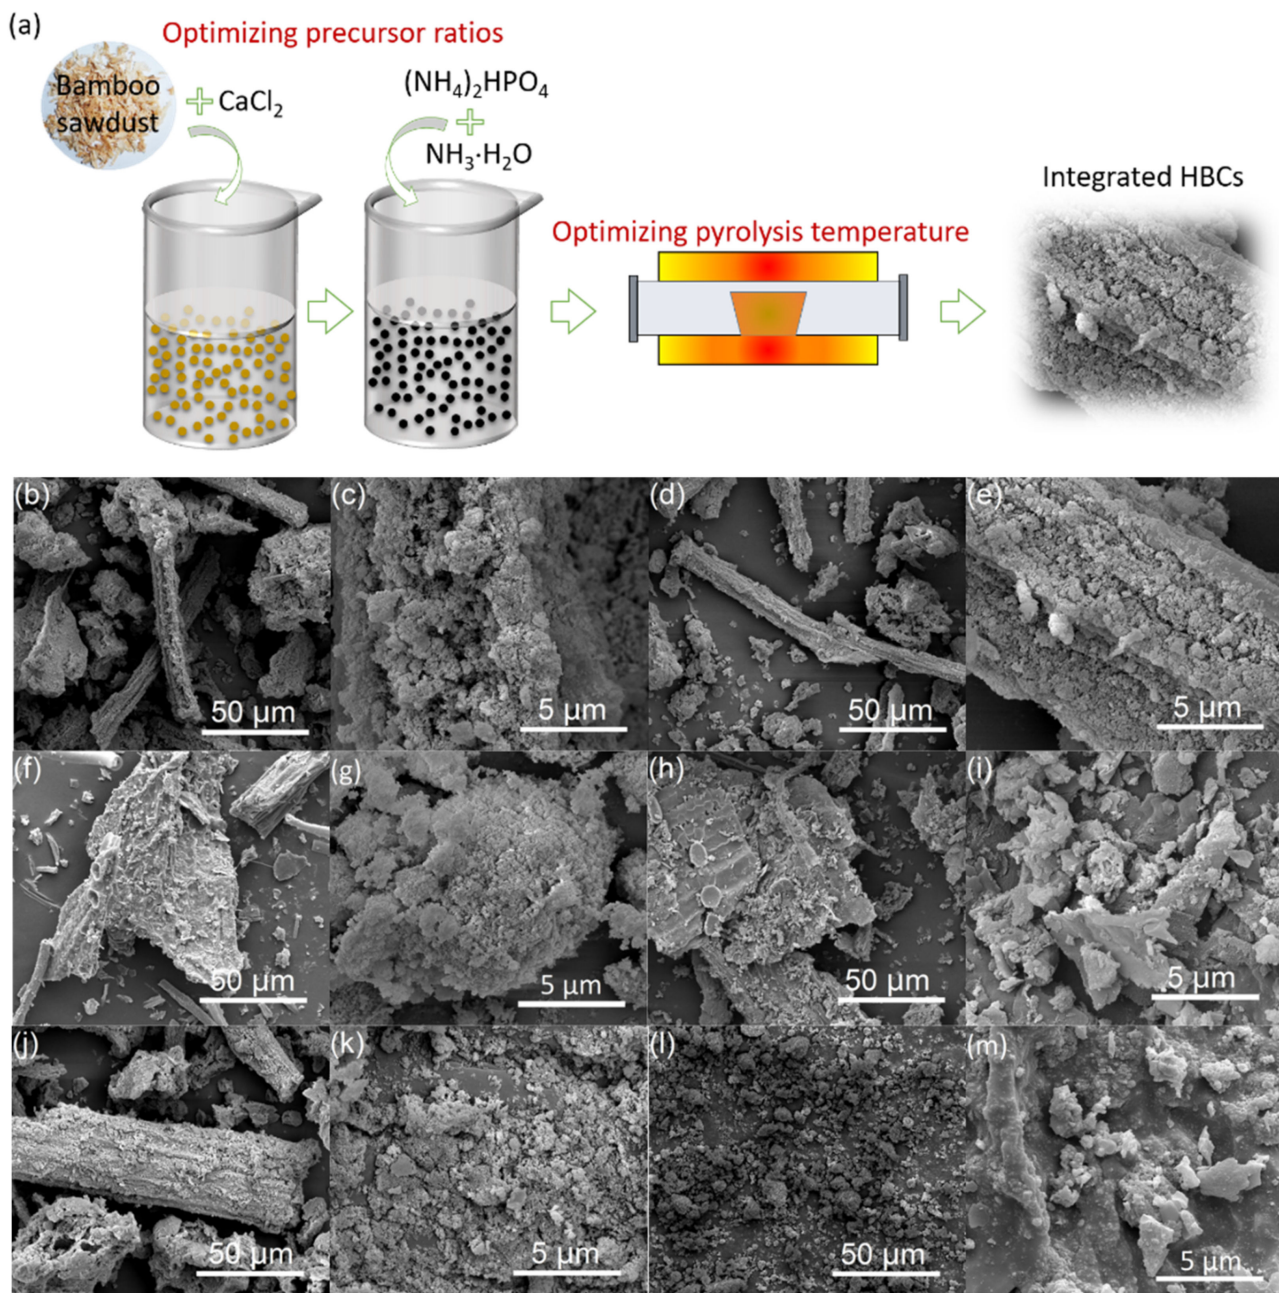 (a)
Optimizing precursor ratios
Bamboo
sawdust
CaCl₂
(NH₄)₂HPO₄
NH₃·H₂O
Integrated HBCs
Optimizing pyrolysis temperature
(b)
50 µm
(c)
5 µm
(d)
50 µm
(e)
5 µm
(f)
50 µm
(g)
5 µm
(h)
50 µm
(i)
5 µm
(j)
50 µm
(k)
5 µm
(l)
50 µm
(m)
5 µm